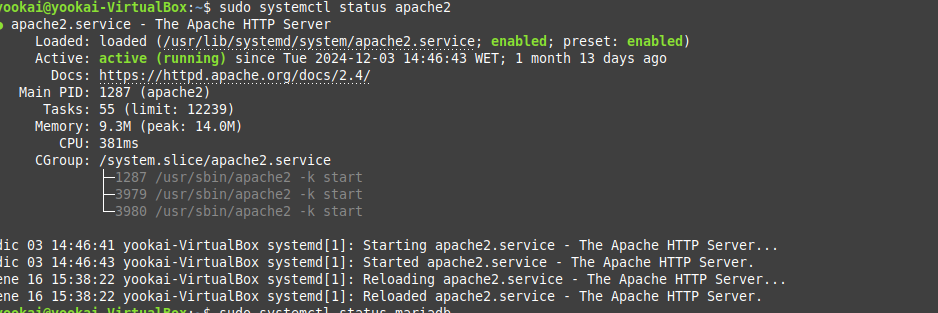 yookai@yookai-VirtualBox:~$ sudo systemctl status apache2
● apache2.service - The Apache HTTP Server
Loaded: loaded (/usr/lib/systemd/system/apache2.service; enabled; preset: enabled)
Active: active (running) since Tue 2024-12-03 14:46:43 WET; 1 month 13 days ago
Docs: https://httpd.apache.org/docs/2.4/
Main PID: 1287 (apache2)
Tasks: 55 (limit: 12239)
Memory: 9.3M (peak: 14.0M)
CPU: 381ms
CGroup: /system.slice/apache2.service
├─1287 /usr/sbin/apache2 -k start
├─3979 /usr/sbin/apache2 -k start
└─3980 /usr/sbin/apache2 -k start
dic 03 14:46:41 yookai-VirtualBox systemd[1]: Starting apache2.service - The Apache HTTP Server...
dic 03 14:46:43 yookai-VirtualBox systemd[1]: Started apache2.service - The Apache HTTP Server.
ene 16 15:38:22 yookai-VirtualBox systemd[1]: Reloading apache2.service - The Apache HTTP Server...
ene 16 15:38:22 yookai-VirtualBox systemd[1]: Reloaded apache2.service - The Apache HTTP Server.
yookai@yookai-VirtualBox:~$ sudo systemctl status mariadb